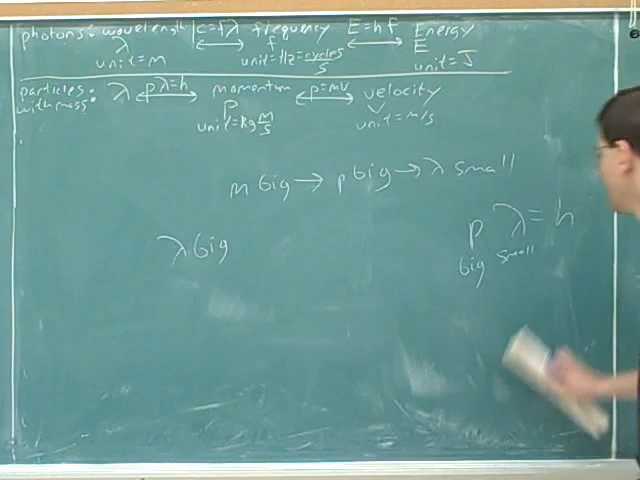 photons: wavelength c=fλ frequency E=hf Energy
λ ↔ f ↔ E
unit=m unit=Hz=cycles/s unit=J
particles with mass: λ ↔ pλ=h momentum ↔ p=mv velocity
p v
unit=kg m/s unit=m/s
m big → p big → λ small
λ big
p λ = h
big small